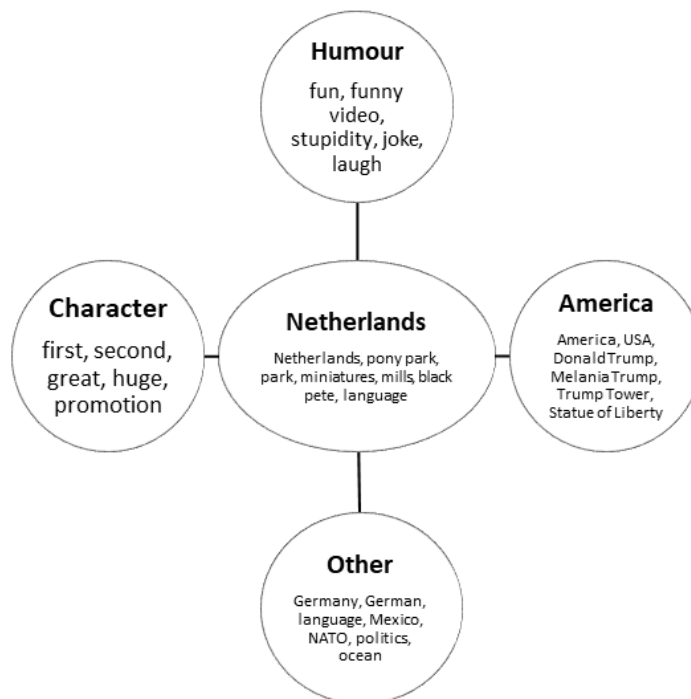 Humour
fun, funny
video,
stupidity, joke,
laugh
Character
first, second,
great, huge,
promotion
Netherlands
Netherlands, pony park,
park, miniatures, mills, black
pete, language
America
America, USA,
Donald Trump,
Melania Trump,
Trump Tower,
Statue of Liberty
Other
Germany, German,
language, Mexico,
NATO, politics,
ocean